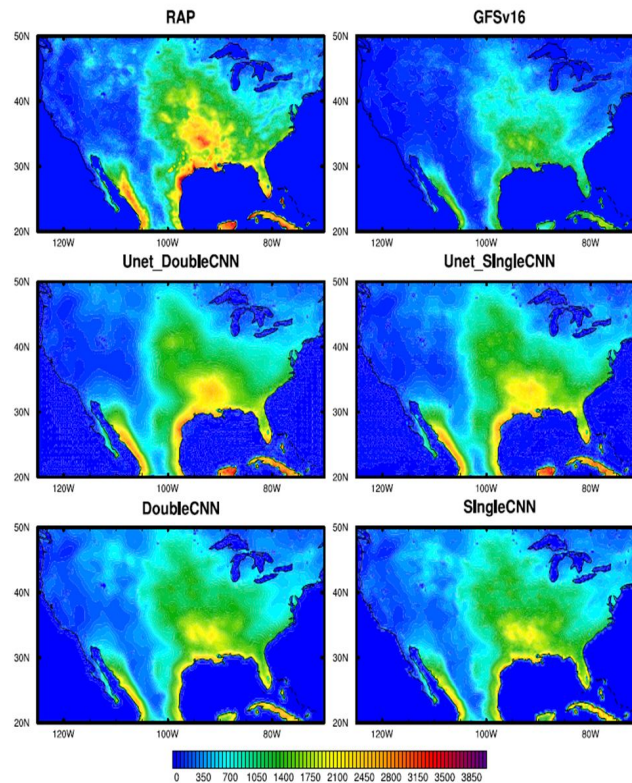 RAP GFSv16
50N 50N
40N 40N
30N 30N
20N 20N
120W 100W 80W 120W 100W 80W
Unet_DoubleCNN Unet_SIngleCNN
50N 50N
40N 40N
30N 30N
20N 20N
120W 100W 80W 120W 100W 80W
DoubleCNN SIngleCNN
50N 50N
40N 40N
30N 30N
20N 20N
120W 100W 80W 120W 100W 80W
0 350 700 1050 1400 1750 2100 2450 2800 3150 3500 3850